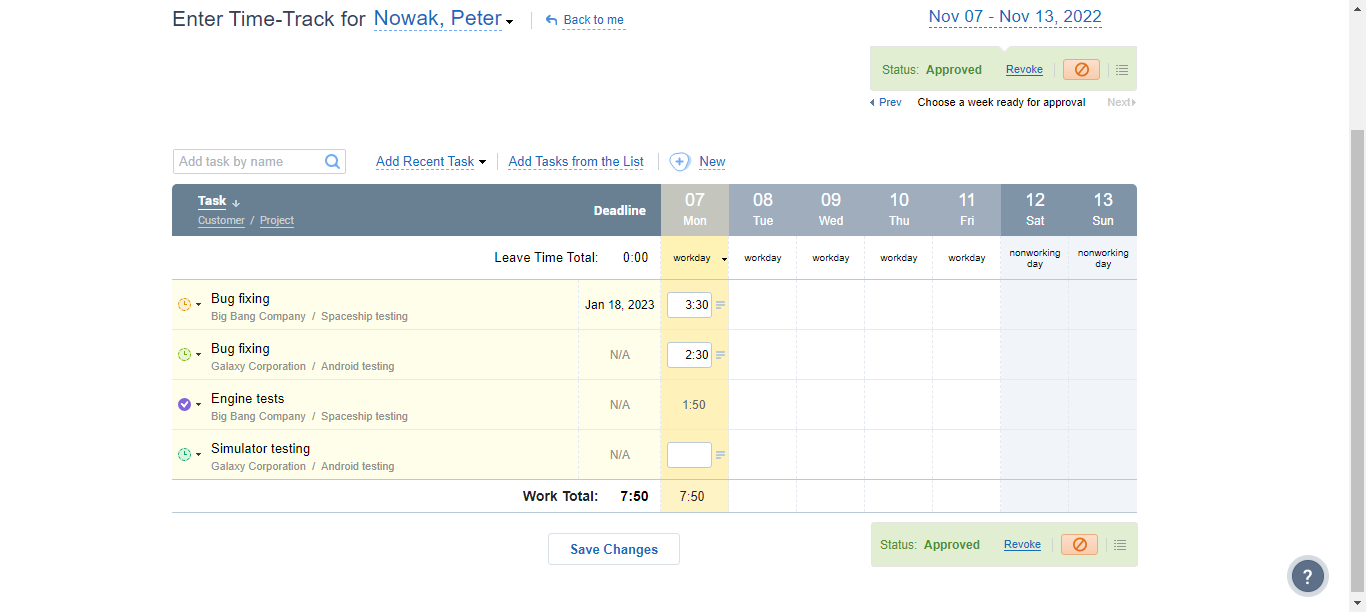 Enter Time-Track for Nowak, Peter Back to me Nov 07 - Nov 13, 2022
Status: Approved Revoke
Prev Choose a week ready for approval Next
Add task by name Add Recent Task Add Tasks from the List New
Task Customer / Project Deadline 07 Mon 08 Tue 09 Wed 10 Thu 11 Fri 12 Sat 13 Sun
Leave Time Total: 0:00 workday workday workday workday workday nonworking day nonworking day
Bug fixing Jan 18, 2023 3:30
Big Bang Company / Spaceship testing
Bug fixing N/A 2:30
Galaxy Corporation / Android testing
Engine tests N/A 1:50
Big Bang Company / Spaceship testing
Simulator testing N/A
Galaxy Corporation / Android testing
Work Total: 7:50 7:50
Save Changes Status: Approved Revoke
?